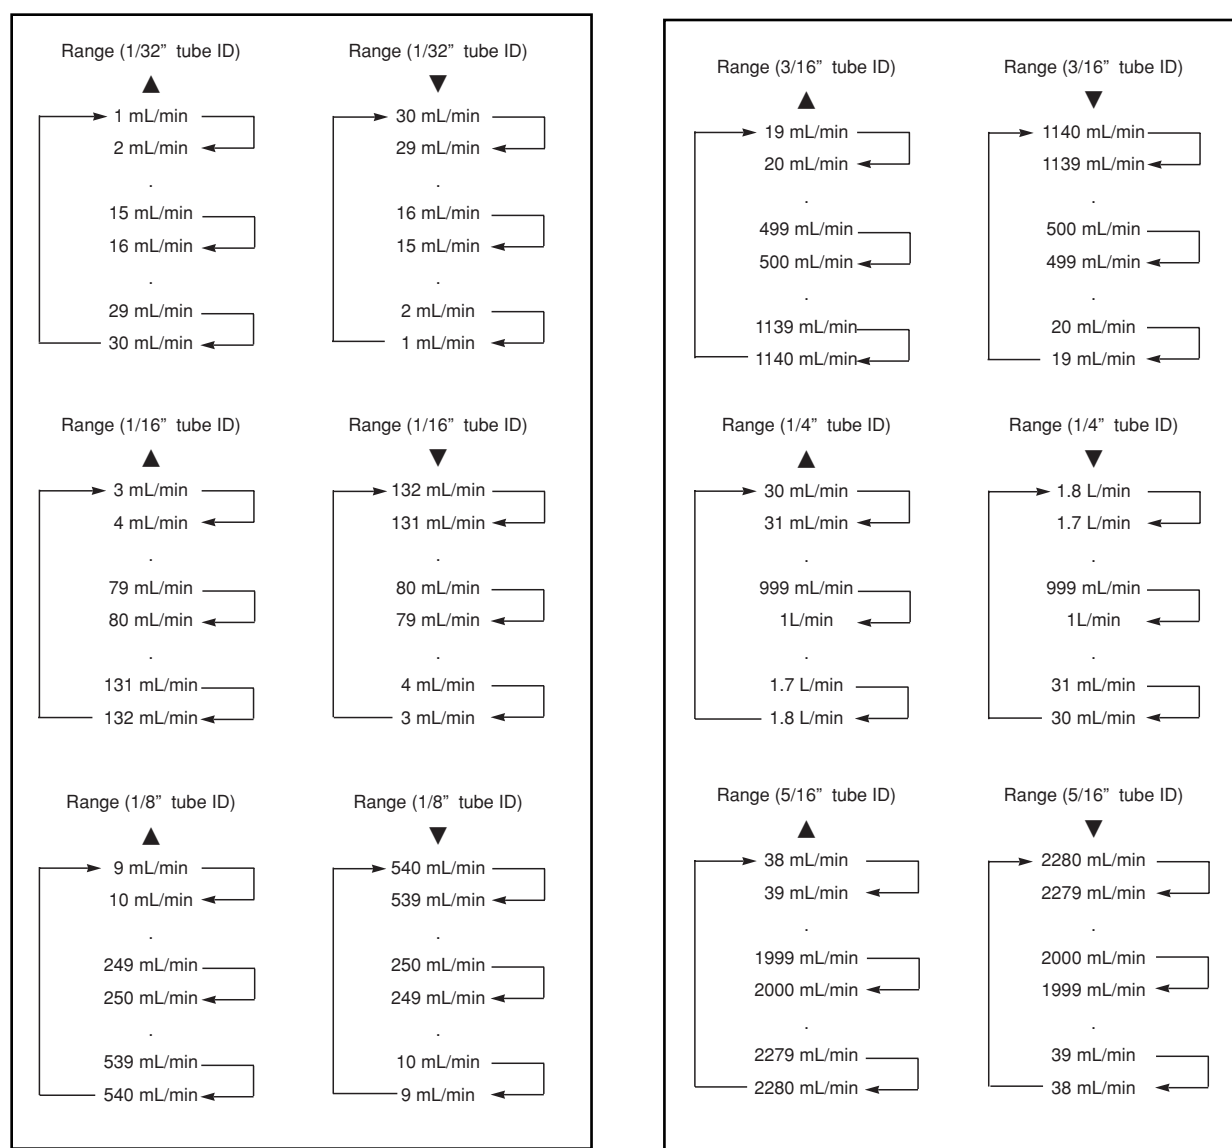 Range (1/32” tube ID)
▲
1 mL/min
2 mL/min
.
15 mL/min
16 mL/min
.
29 mL/min
30 mL/min
Range (1/32” tube ID)
▼
30 mL/min
29 mL/min
.
16 mL/min
15 mL/min
.
2 mL/min
1 mL/min
Range (1/16” tube ID)
▲
3 mL/min
4 mL/min
.
79 mL/min
80 mL/min
.
131 mL/min
132 mL/min
Range (1/16” tube ID)
▼
132 mL/min
131 mL/min
.
80 mL/min
79 mL/min
.
4 mL/min
3 mL/min
Range (1/8” tube ID)
▲
9 mL/min
10 mL/min
.
249 mL/min
250 mL/min
.
539 mL/min
540 mL/min
Range (1/8” tube ID)
▼
540 mL/min
539 mL/min
.
250 mL/min
249 mL/min
.
10 mL/min
9 mL/min
Range (3/16” tube ID)
▲
19 mL/min
20 mL/min
.
499 mL/min
500 mL/min
.
1139 mL/min
1140 mL/min
Range (3/16” tube ID)
▼
1140 mL/min
1139 mL/min
.
500 mL/min
499 mL/min
.
20 mL/min
19 mL/min
Range (1/4” tube ID)
▲
30 mL/min
31 mL/min
.
999 mL/min
1L/min
.
1.7 L/min
1.8 L/min
Range (1/4” tube ID)
▼
1.8 L/min
1.7 L/min
.
999 mL/min
1L/min
.
31 mL/min
30 mL/min
Range (5/16” tube ID)
▲
38 mL/min
39 mL/min
.
1999 mL/min
2000 mL/min
.
2279 mL/min
2280 mL/min
Range (5/16” tube ID)
▼
2280 mL/min
2279 mL/min
.
2000 mL/min
1999 mL/min
.
39 mL/min
38 mL/min